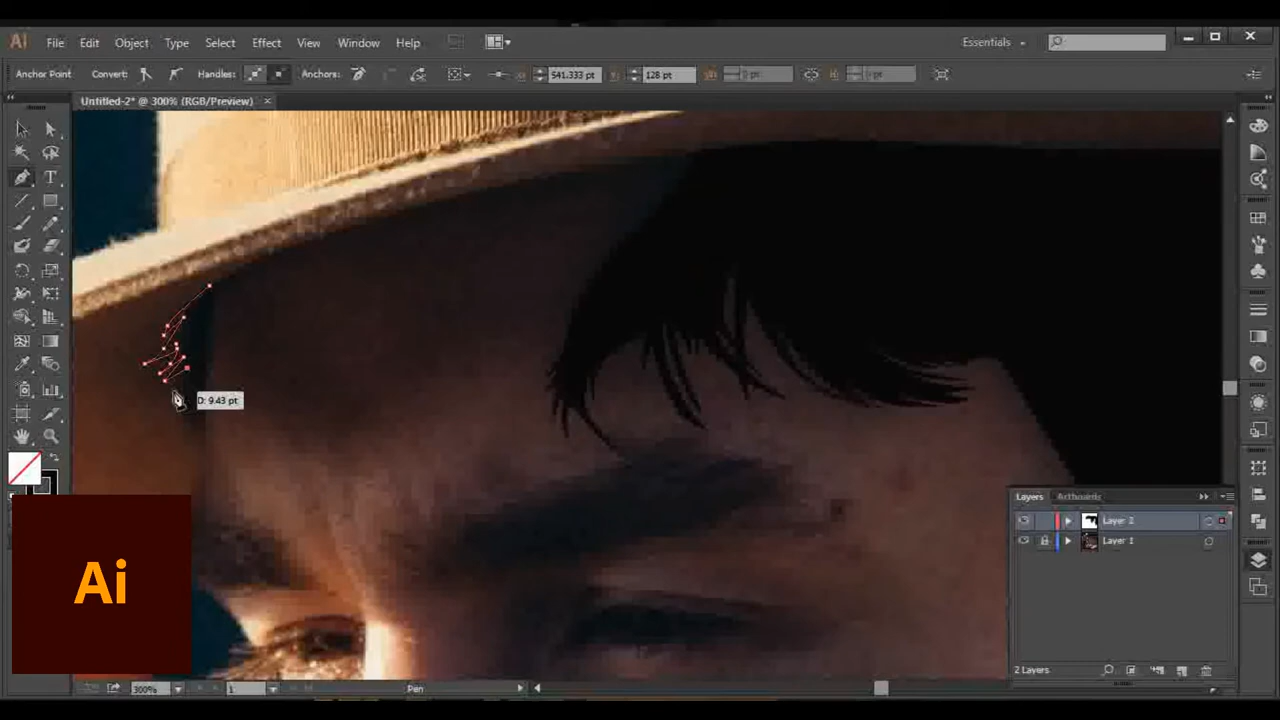 Ai File Edit Object Type Select Effect View Window Help Essentials
Anchor Point Convert: Handles: Anchors: 541.333 pt 128 pt
Untitled-2* @ 300% (RGB/Preview) ×
T
D: 9.43 pt
Layers
Layer 2
Layer 1
Ai
2 Layers
300% 1 Pen